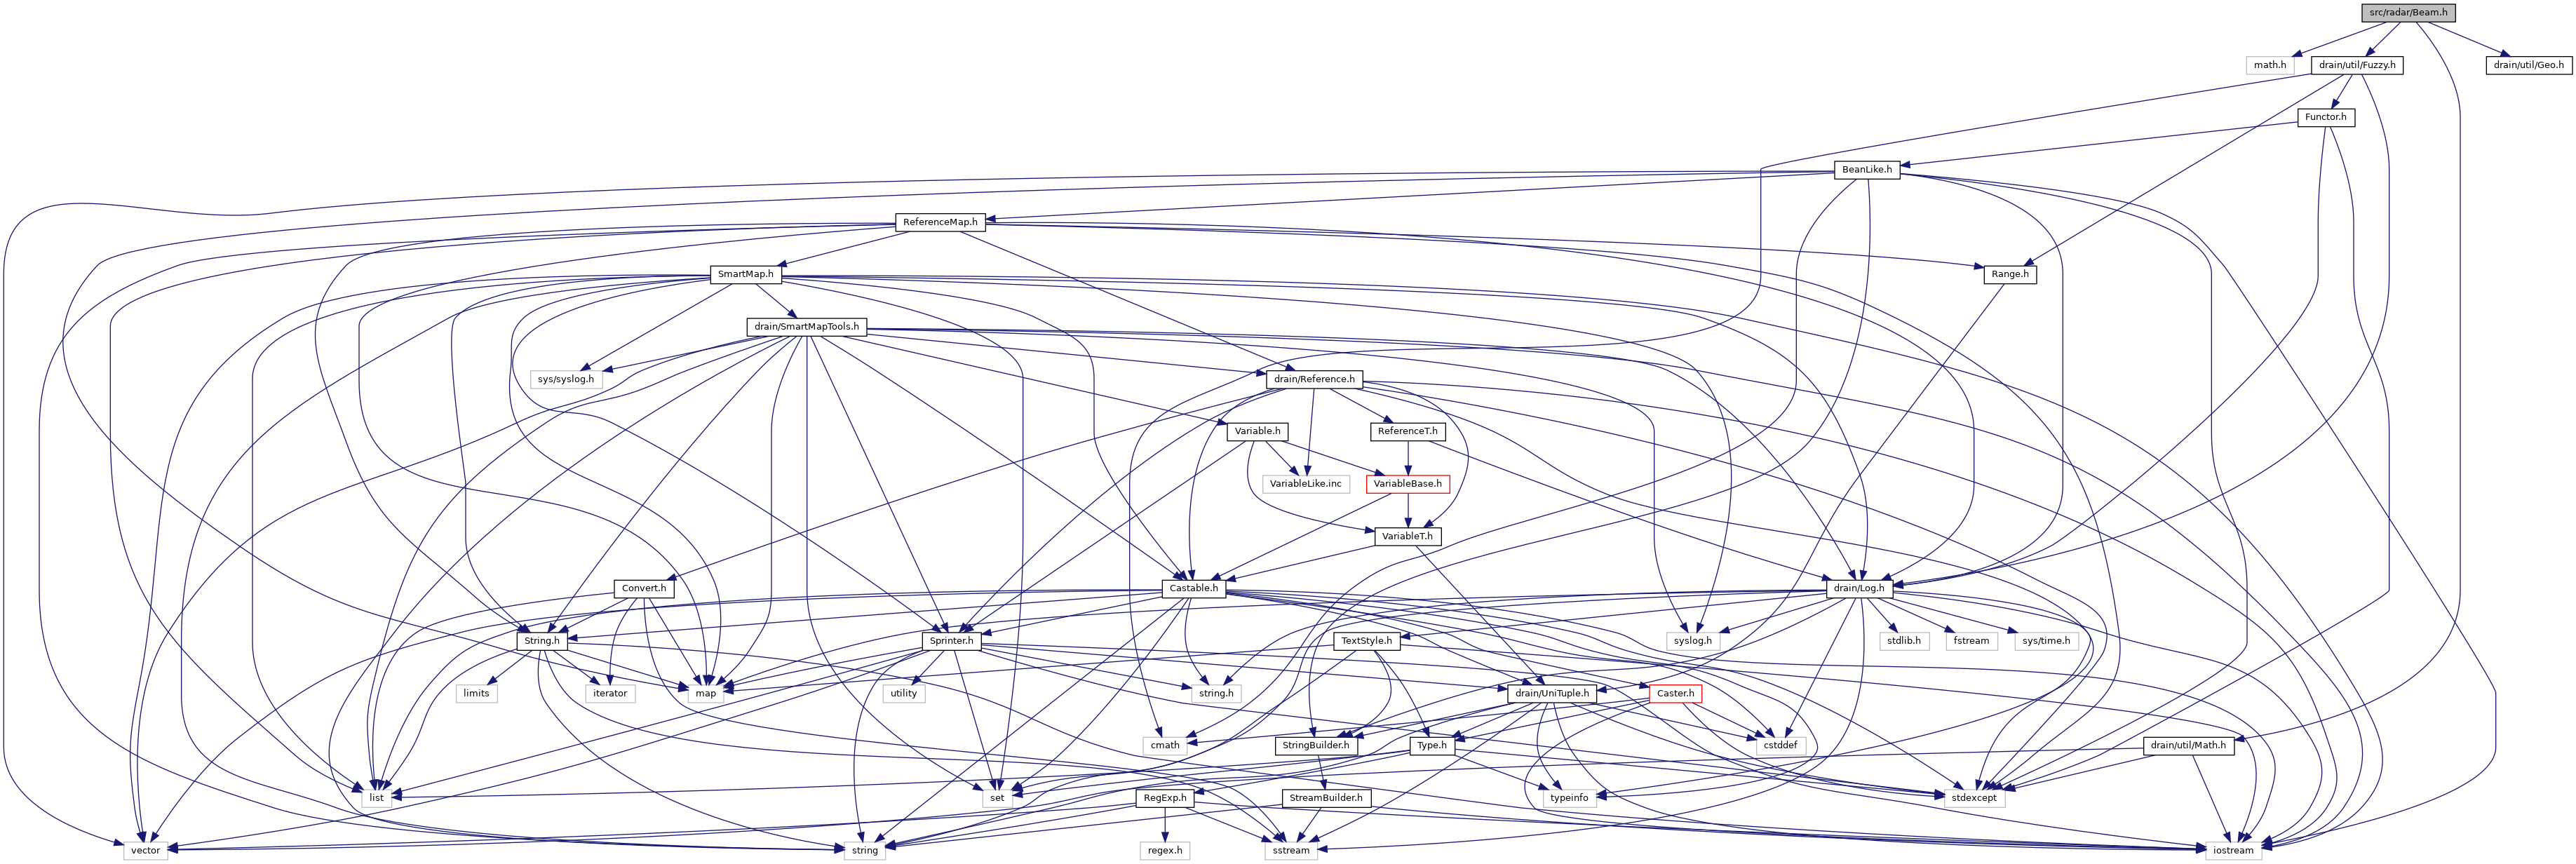 src/radar/Beam.h
math.h
drain/util/Fuzzy.h
drain/util/Geo.h
Functor.h
BeanLike.h
ReferenceMap.h
SmartMap.h
Range.h
drain/SmartMapTools.h
sys/syslog.h
drain/Reference.h
Variable.h
ReferenceT.h
VariableLike.inc
VariableBase.h
VariableT.h
Convert.h
Castable.h
drain/Log.h
String.h
Sprinter.h
TextStyle.h
syslog.h
stdlib.h
fstream
sys/time.h
limits
iterator
map
utility
string.h
drain/UniTuple.h
Caster.h
cmath
StringBuilder.h
Type.h
cstddef
drain/util/Math.h
list
set
RegExp.h
StreamBuilder.h
typeinfo
stdexcept
vector
string
regex.h
sstream
iostream